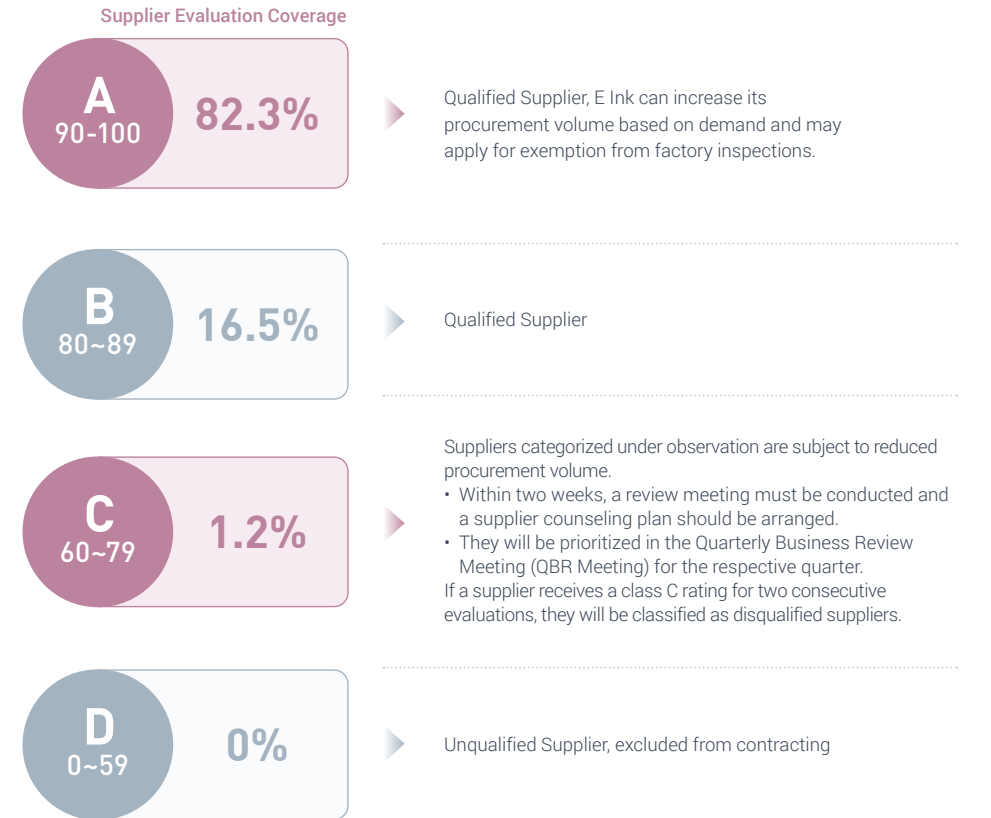 Supplier Evaluation Coverage
A
90-100
82.3%
Qualified Supplier, E Ink can increase its
procurement volume based on demand and may
apply for exemption from factory inspections.
B
80~89
16.5%
Qualified Supplier
C
60~79
1.2%
Suppliers categorized under observation are subject to reduced
procurement volume.
• Within two weeks, a review meeting must be conducted and
a supplier counseling plan should be arranged.
• They will be prioritized in the Quarterly Business Review
Meeting (QBR Meeting) for the respective quarter.
If a supplier receives a class C rating for two consecutive
evaluations, they will be classified as disqualified suppliers.
D
0~59
0%
Unqualified Supplier, excluded from contracting